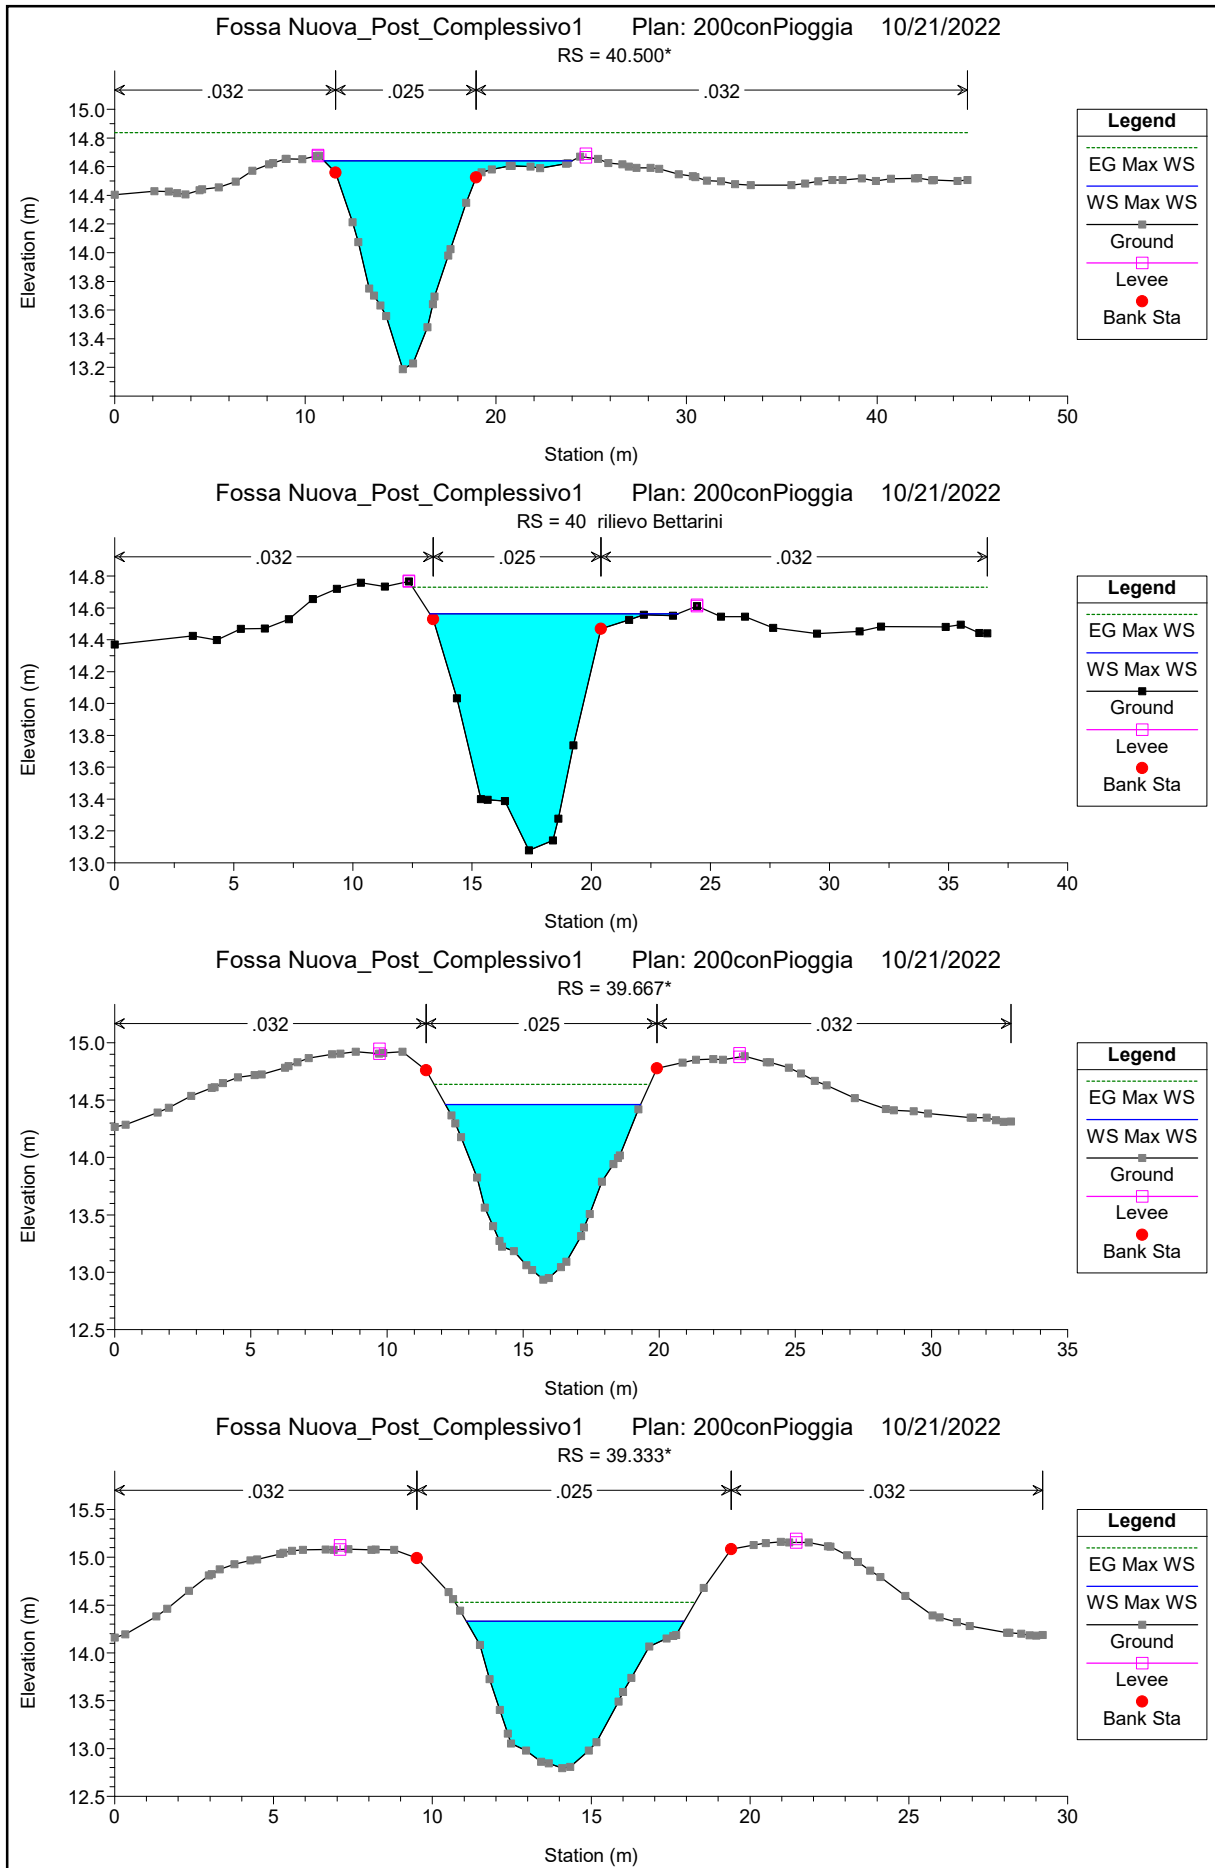 Fossa Nuova_Post_Complessivo1 Plan: 200conPioggia 10/21/2022
RS = 40.500*
.032 .025 .032
15.0
14.8
14.6
14.4
14.2
14.0
13.8
13.6
13.4
13.2
Elevation (m)
0 10 20 30 40 50
Station (m)
Legend
EG Max WS
WS Max WS
Ground
Levee
Bank Sta
Fossa Nuova_Post_Complessivo1 Plan: 200conPioggia 10/21/2022
RS = 40 rilievo Bettarini
.032 .025 .032
14.8
14.6
14.4
14.2
14.0
13.8
13.6
13.4
13.2
13.0
Elevation (m)
0 5 10 15 20 25 30 35 40
Station (m)
Legend
EG Max WS
WS Max WS
Ground
Levee
Bank Sta
Fossa Nuova_Post_Complessivo1 Plan: 200conPioggia 10/21/2022
RS = 39.667*
.032 .025 .032
15.0
14.5
14.0
13.5
13.0
12.5
Elevation (m)
0 5 10 15 20 25 30 35
Station (m)
Legend
EG Max WS
WS Max WS
Ground
Levee
Bank Sta
Fossa Nuova_Post_Complessivo1 Plan: 200conPioggia 10/21/2022
RS = 39.333*
.032 .025 .032
15.5
15.0
14.5
14.0
13.5
13.0
12.5
Elevation (m)
0 5 10 15 20 25 30
Station (m)
Legend
EG Max WS
WS Max WS
Ground
Levee
Bank Sta